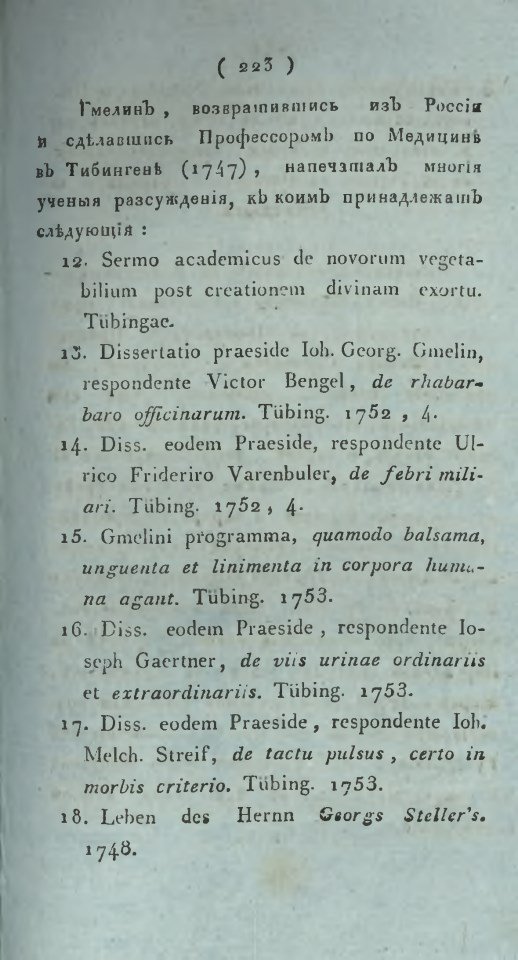 ( 223 )
Гмелинъ , возвратившись изъ Россіи
и сдѣлавшись Профессоромъ по Медицинѣ
въ Тибингенѣ (1747) , напечаталъ многія
ученыя разсужденія, къ коимъ принадлежатъ
слѣдующія :
12. Sermo academicus de novorum vegeta-
bilium post creationem divinam exortu.
Tübingae.
13. Dissertatio praeside Ioh. Georg. Gmelin,
respondente Victor Bengel , de rhabar-
baro officinarum. Tübing. 1752 , 4.
14. Diss. eodem Praeside, respondente Ul-
rico Frideriro Varenbuler, de febri mili-
ari. Tübing. 1752 , 4.
15. Gmelini programma, quamodo balsama,
unguenta et linimenta in corpora huma-
na agant. Tübing. 1753.
16. Diss. eodem Praeside , respondente Io-
seph Gaertner, de viis urinae ordinariis
et extraordinariis. Tübing. 1753.
17. Diss. eodem Praeside , respondente Ioh.
Melch. Streif, de tactu pulsus , certo in
morbis criterio. Tübing. 1753.
18. Leben des Hernn Georgs Steller's.
1748.